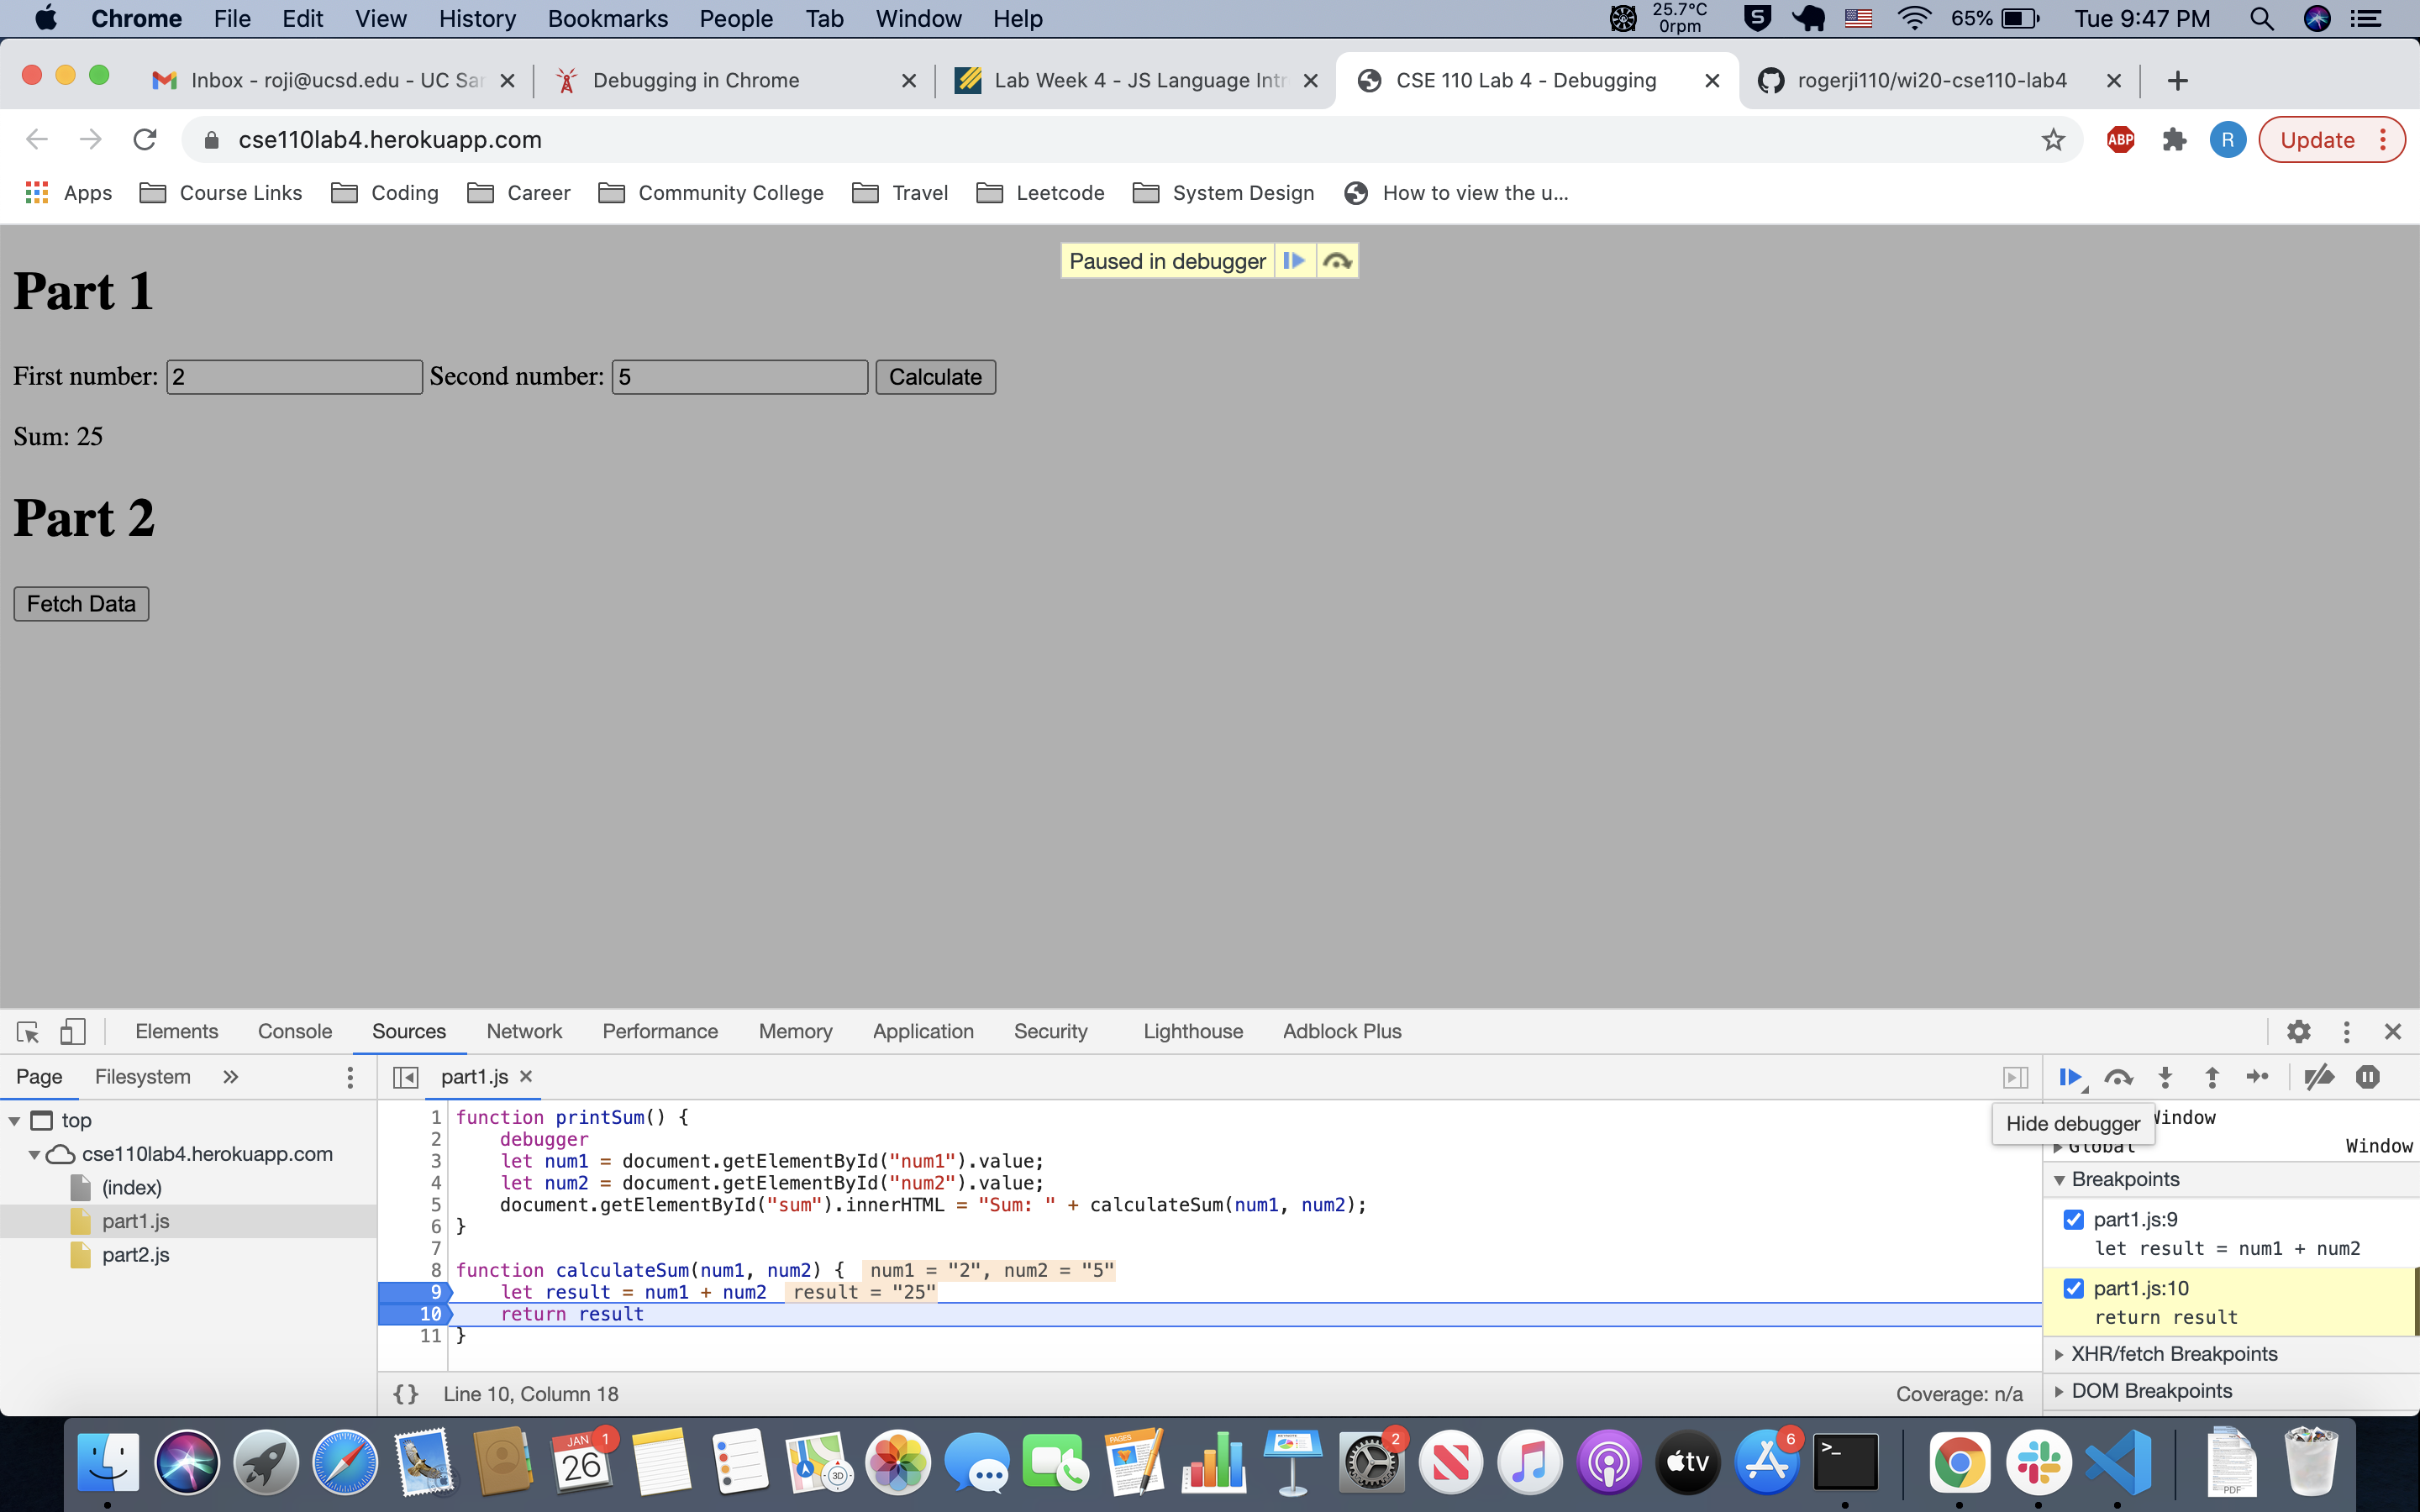 Chrome File Edit View History Bookmarks People Tab Window Help 25.7°C 0rpm 65% Tue 9:47 PM
Inbox - roji@ucsd.edu - UC Sa Debugging in Chrome Lab Week 4 - JS Language Intr CSE 110 Lab 4 - Debugging rogerji110/wi20-cse110-lab4
cse110lab4.herokuapp.com ABP R Update
Apps Course Links Coding Career Community College Travel Leetcode System Design How to view the u...
Paused in debugger
Part 1
First number: 2 Second number: 5 Calculate
Sum: 25
Part 2
Fetch Data
Elements Console Sources Network Performance Memory Application Security Lighthouse Adblock Plus
Page Filesystem
top
cse110lab4.herokuapp.com
(index)
part1.js
part2.js
part1.js
1 function printSum() {
2 debugger
3 let num1 = document.getElementById("num1").value;
4 let num2 = document.getElementById("num2").value;
5 document.getElementById("sum").innerHTML = "Sum: " + calculateSum(num1, num2);
6 }
7
8 function calculateSum(num1, num2) { num1 = "2", num2 = "5"
9 let result = num1 + num2 result = "25"
10 return result
11 }
{} Line 10, Column 18 Coverage: n/a
Hide debugger
Window
Global Window
Breakpoints
part1.js:9
let result = num1 + num2
part1.js:10
return result
XHR/fetch Breakpoints
DOM Breakpoints
JAN 26 1
3D
PAGES
2
tv
6
>_
PDF